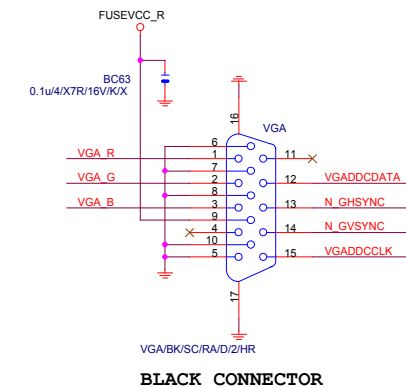 FUSEVCC_R
BC63
0.1u/4/X7R/16V/K/X
16
VGA
6
VGA_R
1
11
7
VGA_G
2
12
VGADDCDATA
8
VGA_B
3
13
N_GHSYNC
9
4
14
N_GVSYNC
10
5
15
VGADDCCLK
17
VGA/BK/SC/RA/D/2/HR
BLACK CONNECTOR